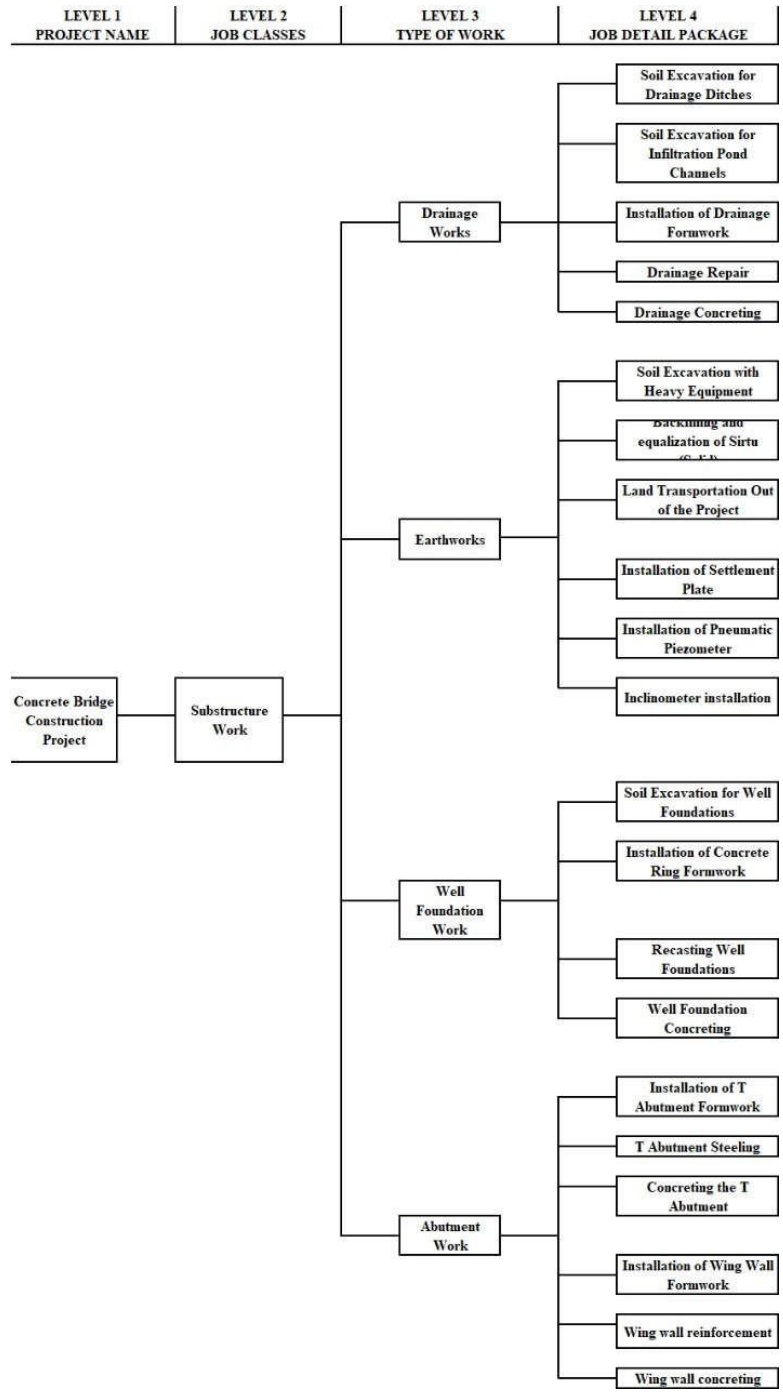 LEVEL 1
PROJECT NAME
LEVEL 2
JOB CLASSES
LEVEL 3
TYPE OF WORK
LEVEL 4
JOB DETAIL PACKAGE
Soil Excavation for
Drainage Ditches
Soil Excavation for
Infiltration Pond
Channels
Drainage
Works
Installation of Drainage
Formwork
Drainage Repair
Drainage Concreting
Soil Excavation with
Heavy Equipment
and
equalization of Sirtu
Land Transportation Out
of the Project
Earthworks
Installation of Settlement
Plate
Installation of Pneumatic
Piezometer
Inclinometer installation
Concrete Bridge
Construction
Project
Substructure
Work
Soil Excavation for Well
Foundations
Installation of Concrete
Ring Formwork
Well
Foundation
Work
Recasting Well
Foundations
Well Foundation
Concreting
Installation of T
Abutment Formwork
T Abutment Steeling
Concreting the T
Abutment
Abutment
Work
Installation of Wing Wall
Formwork
Wing wall reinforcement
Wing wall concreting